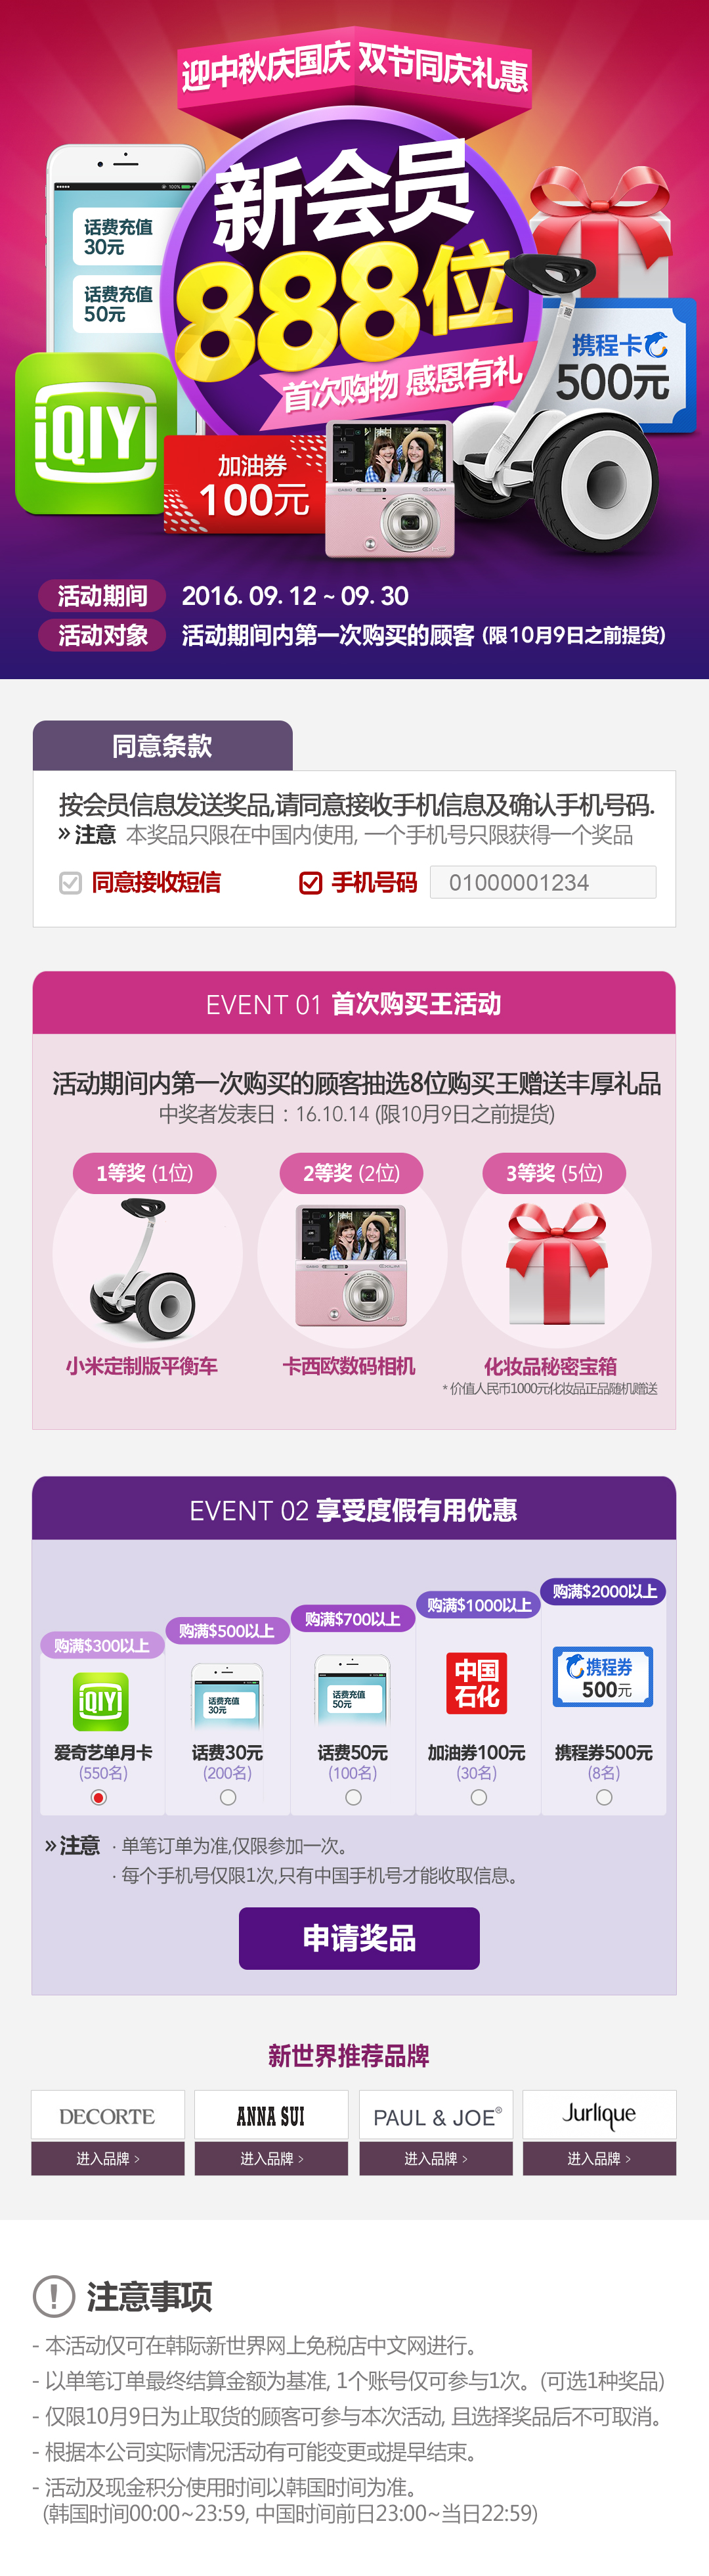 迎中秋庆国庆 双节同庆礼惠
新会员
888位
首次购物 感恩有礼
100%
话费充值
30元
话费充值
50元
iQIYI
携程卡
500元
加油券
100元
CASIO EXILIM
活动期间 2016. 09. 12 ~ 09. 30
活动对象 活动期间内第一次购买的顾客 (限10月9日之前提货)
同意条款
按会员信息发送奖品,请同意接收手机信息及确认手机号码.
» 注意 本奖品只限在中国内使用, 一个手机号只限获得一个奖品
同意接收短信 手机号码 01000001234
EVENT 01 首次购买王活动
活动期间内第一次购买的顾客抽选8位购买王赠送丰厚礼品
中奖者发表日 : 16.10.14 (限10月9日之前提货)
1等奖 (1位) 2等奖 (2位) 3等奖 (5位)
小米定制版平衡车 卡西欧数码相机 化妆品秘密宝箱
* 价值人民币1000元化妆品正品随机赠送
EVENT 02 享受度假有用优惠
购满$300以上 购满$500以上 购满$700以上 购满$1000以上 购满$2000以上
iQIYI
话费充值
30元
话费充值
50元
中国
石化
携程券
500元
爱奇艺单月卡 话费30元 话费50元 加油券100元 携程券500元
(550名) (200名) (100名) (30名) (8名)
» 注意 · 单笔订单为准,仅限参加一次。
· 每个手机号仅限1次,只有中国手机号才能收取信息。
申请奖品
新世界推荐品牌
DECORTE ANNA SUI PAUL & JOE® Jurlique
进入品牌 > 进入品牌 > 进入品牌 > 进入品牌 >
! 注意事项
- 本活动仅可在韩际新世界网上免税店中文网进行。
- 以单笔订单最终结算金额为基准, 1个账号仅可参与1次。(可选1种奖品)
- 仅限10月9日为止取货的顾客可参与本次活动, 且选择奖品后不可取消。
- 根据本公司实际情况活动有可能变更或提早结束。
- 活动及现金积分使用时间以韩国时间为准。
(韩国时间00:00~23:59, 中国时间前日23:00~当日22:59)